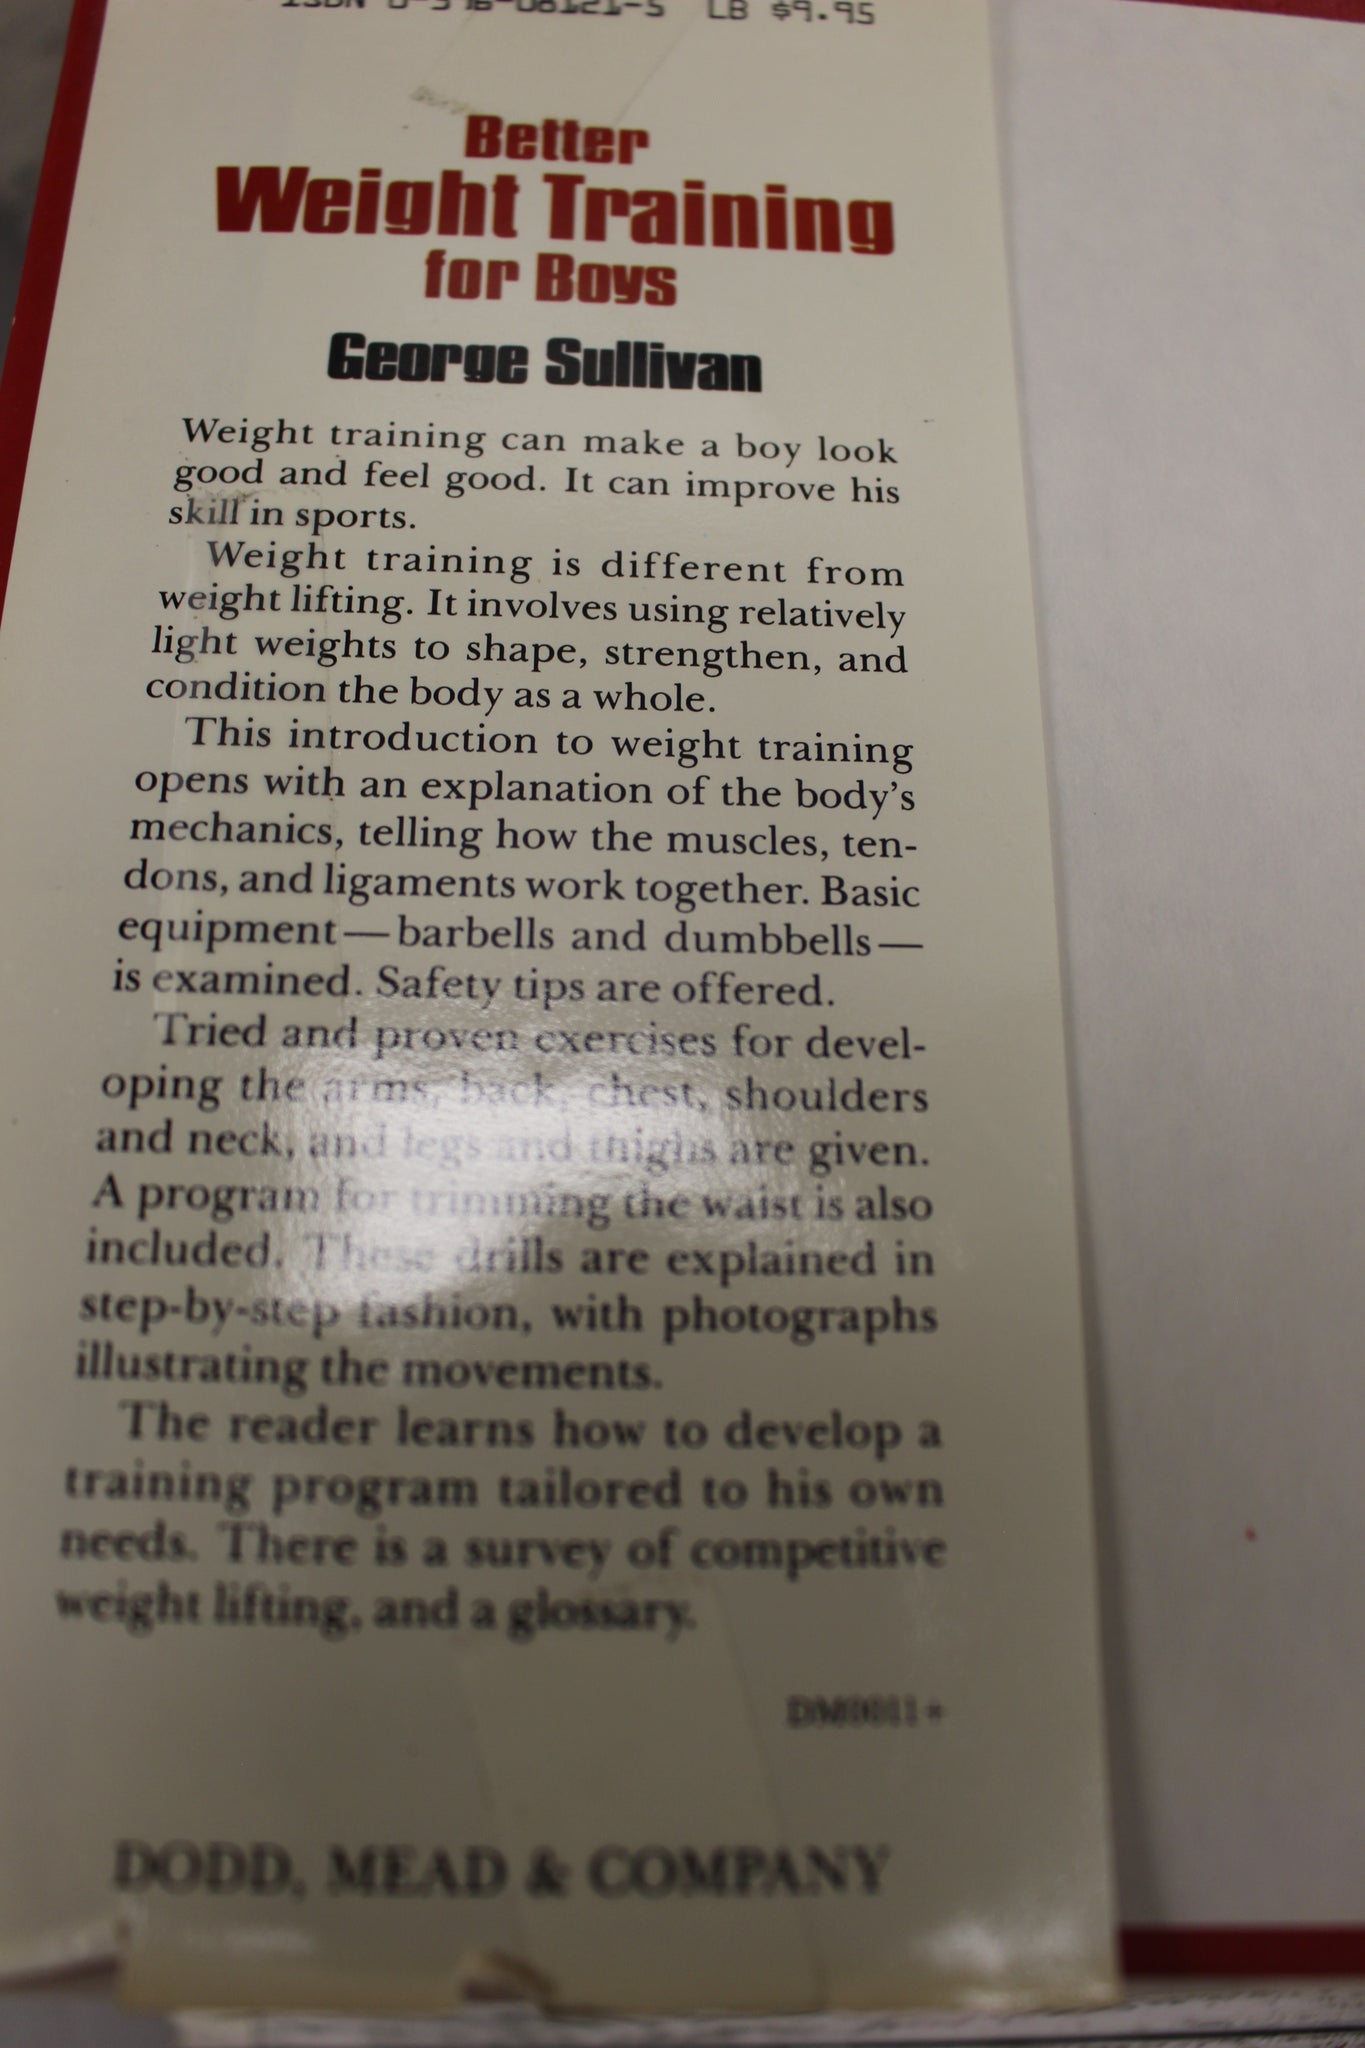 LB $9.95
Better
Weight Training
for Boys
George Sullivan
Weight training can make a boy look
good and feel good. It can improve his
skill in sports.
Weight training is different from
weight lifting. It involves using relatively
light weights to shape, strengthen, and
condition the body as a whole.
This introduction to weight training
opens with an explanation of the body's
mechanics, telling how the muscles, ten-
dons, and ligaments work together. Basic
equipment—barbells and dumbbells—
is examined. Safety tips are offered.
Tried and proven exercises for devel-
oping the arms, back, chest, shoulders
and neck, and legs and thighs are given.
A program for trimming the waist is also
included. These drills are explained in
step-by-step fashion, with photographs
illustrating the movements.
The reader learns how to develop a
training program tailored to his own
needs. There is a survey of competitive
weight lifting, and a glossary.
DODD, MEAD & COMPANY